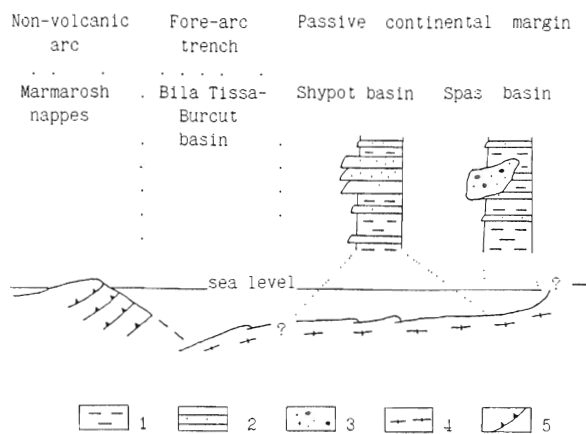 Non-volcanic arc
Fore-arc trench
Passive continental margin
Marmarosh nappes
Bila Tissa-Burcut basin
Shypot basin
Spas basin
sea level
?
?
1
2
3
4
5